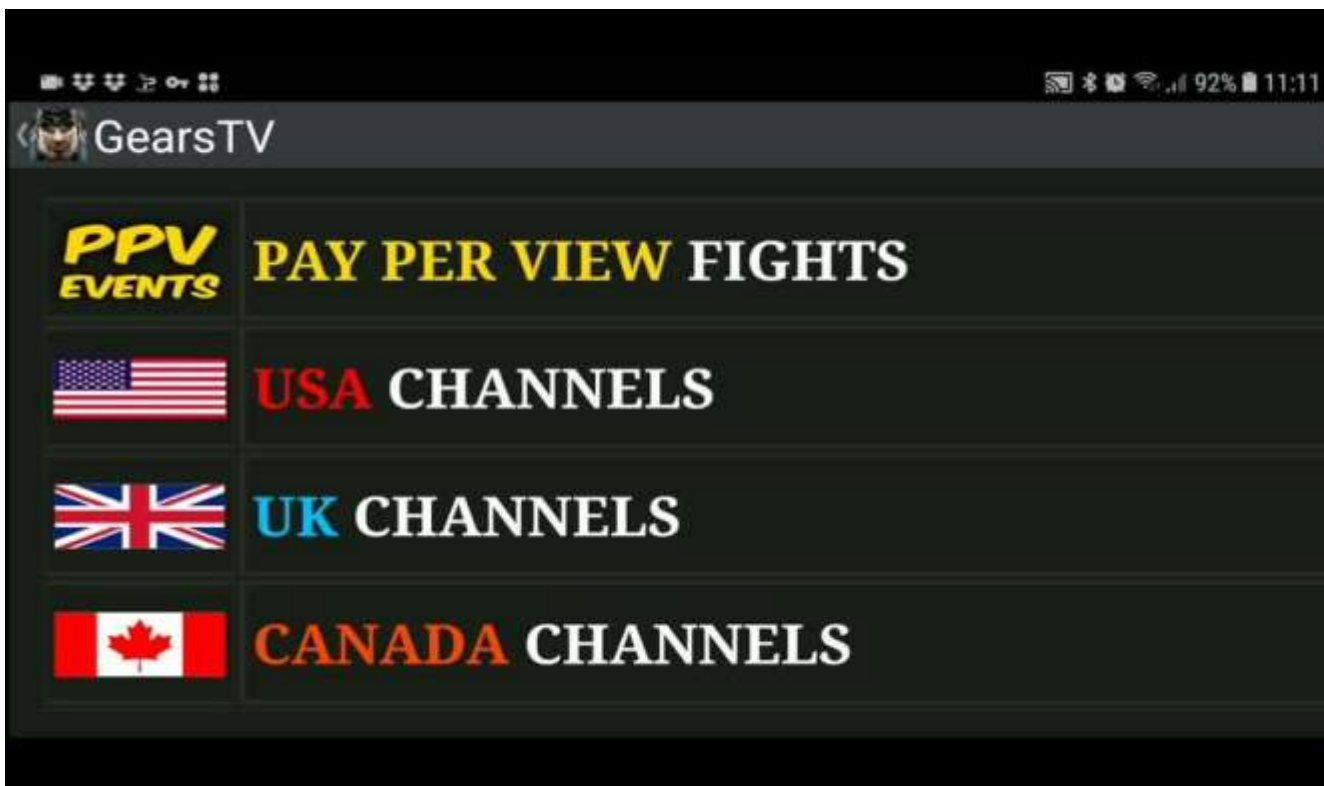 92% 11:11
GearsTV
PPV
EVENTS
PAY PER VIEW FIGHTS
USA CHANNELS
UK CHANNELS
CANADA CHANNELS